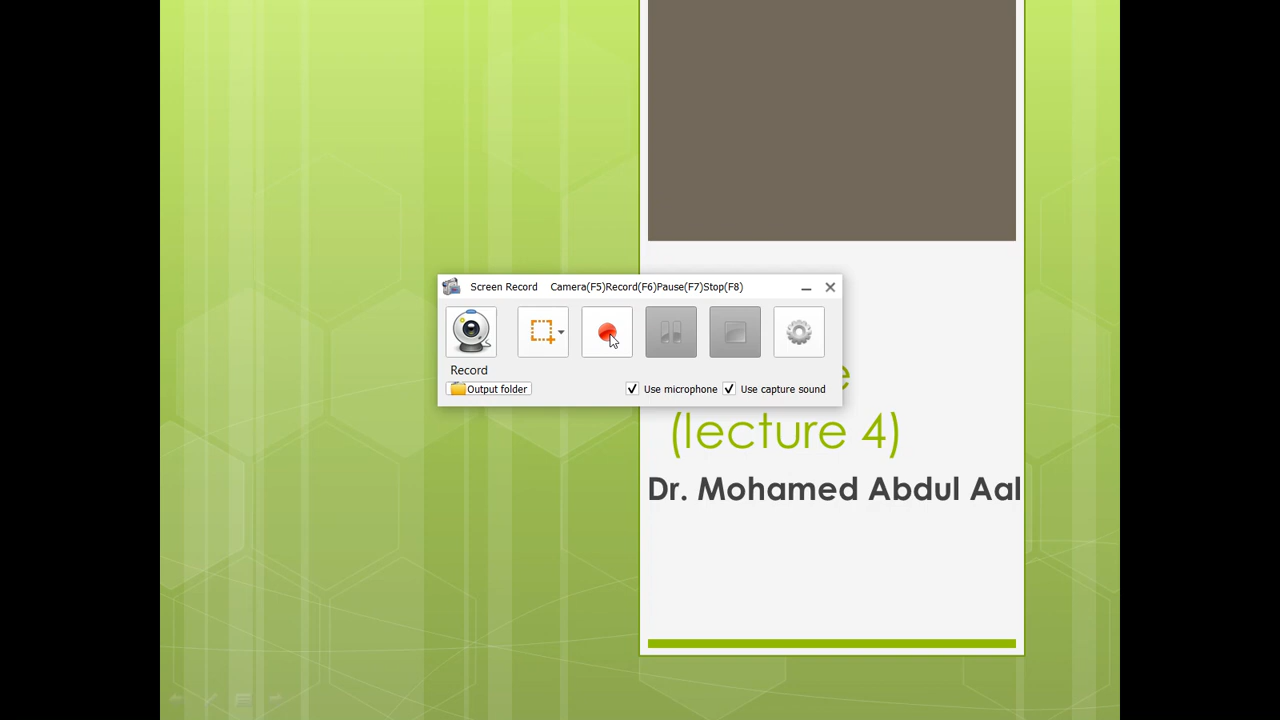 Screen Record Camera(F5)Record(F6)Pause(F7)Stop(F8)
Record
Output folder
Use microphone
Use capture sound
(lecture 4)
Dr. Mohamed Abdul Aal